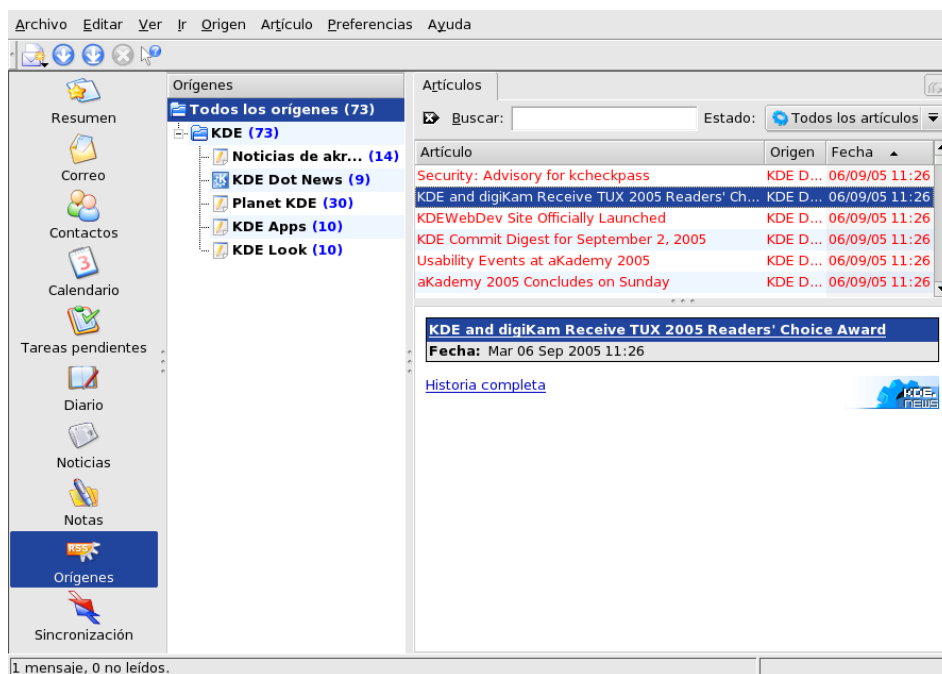 Archivo Editar Ver Ir Origen Artículo Preferencias Ayuda
Resumen
Correo
Contactos
Calendario
Tareas pendientes
Diario
Noticias
Notas
RSS
Orígenes
Sincronización
Orígenes
Todos los orígenes (73)
KDE (73)
Noticias de akr... (14)
KDE Dot News (9)
Planet KDE (30)
KDE Apps (10)
KDE Look (10)
Artículos
Buscar: Estado: Todos los artículos
Artículo Origen Fecha
Security: Advisory for kcheckpass KDE D... 06/09/05 11:26
KDE and digiKam Receive TUX 2005 Readers' Ch... KDE D... 06/09/05 11:26
KDEWebDev Site Officially Launched KDE D... 06/09/05 11:26
KDE Commit Digest for September 2, 2005 KDE D... 06/09/05 11:26
Usability Events at aKademy 2005 KDE D... 06/09/05 11:26
aKademy 2005 Concludes on Sunday KDE D... 06/09/05 11:26
KDE and digiKam Receive TUX 2005 Readers' Choice Award
Fecha: Mar 06 Sep 2005 11:26
Historia completa
KDE.
news
1 mensaje, 0 no leídos.